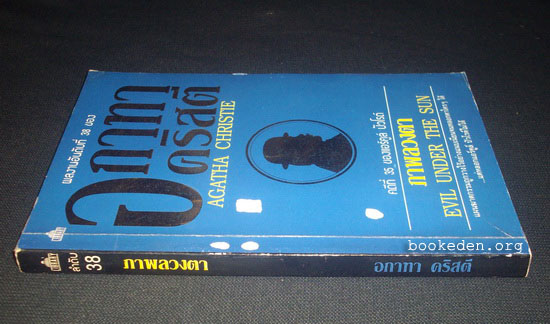 ผลงานอันดับที่ 38 ของ
อกาทา
คริสตี
AGATHA CHRISTIE
คดีที่ 35 ของแอร์คูล ปัวโรต์
ภาพลวงตา
EVIL UNDER THE SUN
bookeden.org
ลำดับ
38
ภาพลวงตา
อกาทา คริสตี